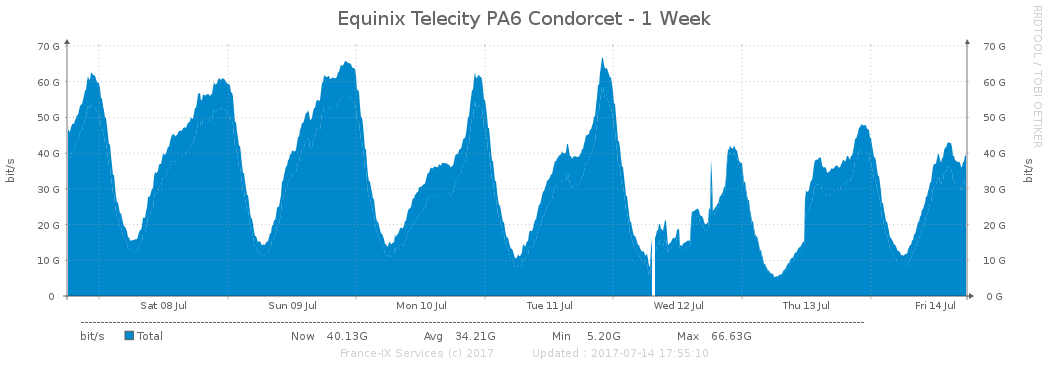 Equinix Telecity PA6 Condorcet - 1 Week
RRDTOOL / TOBI OETIKER
bit/s
70 G 70 G
60 G 60 G
50 G 50 G
40 G 40 G
30 G 30 G
20 G 20 G
10 G 10 G
0 0 G
bit/s
Sat 08 Jul Sun 09 Jul Mon 10 Jul Tue 11 Jul Wed 12 Jul Thu 13 Jul Fri 14 Jul
bit/s Total Now 40.13G Avg 34.21G Min 5.20G Max 66.63G
France-IX Services (c) 2017 Updated : 2017-07-14 17:55:10